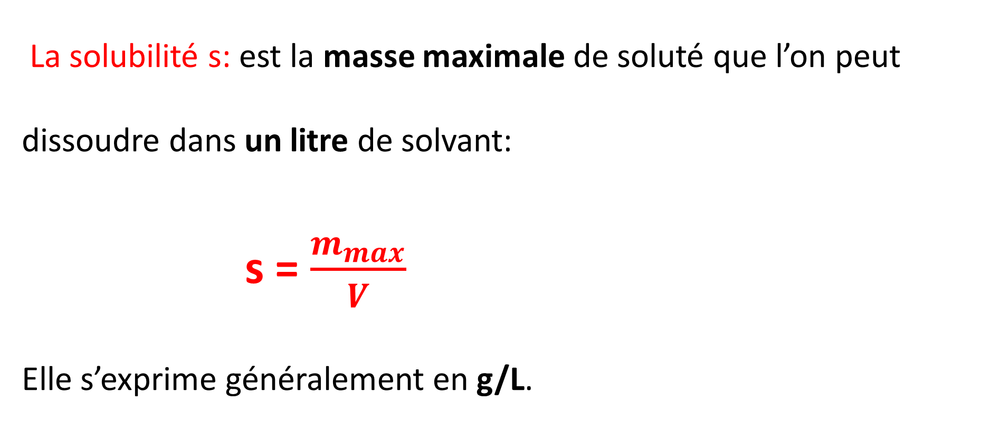 La solubilité s: est la masse maximale de soluté que l’on peut
dissoudre dans un litre de solvant:
s = m_max / V
Elle s’exprime généralement en g/L.